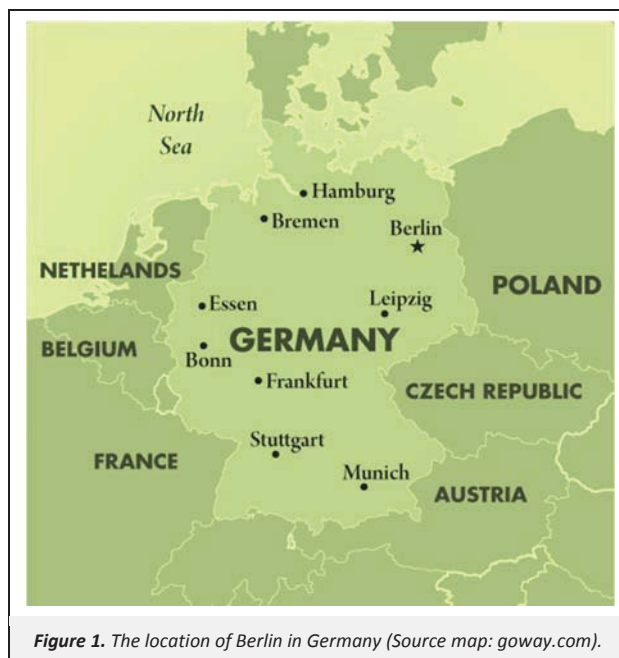 North
Sea
Hamburg
Bremen
Berlin
NETHELANDS
POLAND
Essen
Leipzig
GERMANY
BELGIUM
Bonn
Frankfurt
CZECH REPUBLIC
Stuttgart
FRANCE
Munich
AUSTRIA
Figure 1. The location of Berlin in Germany (Source map: goway.com).